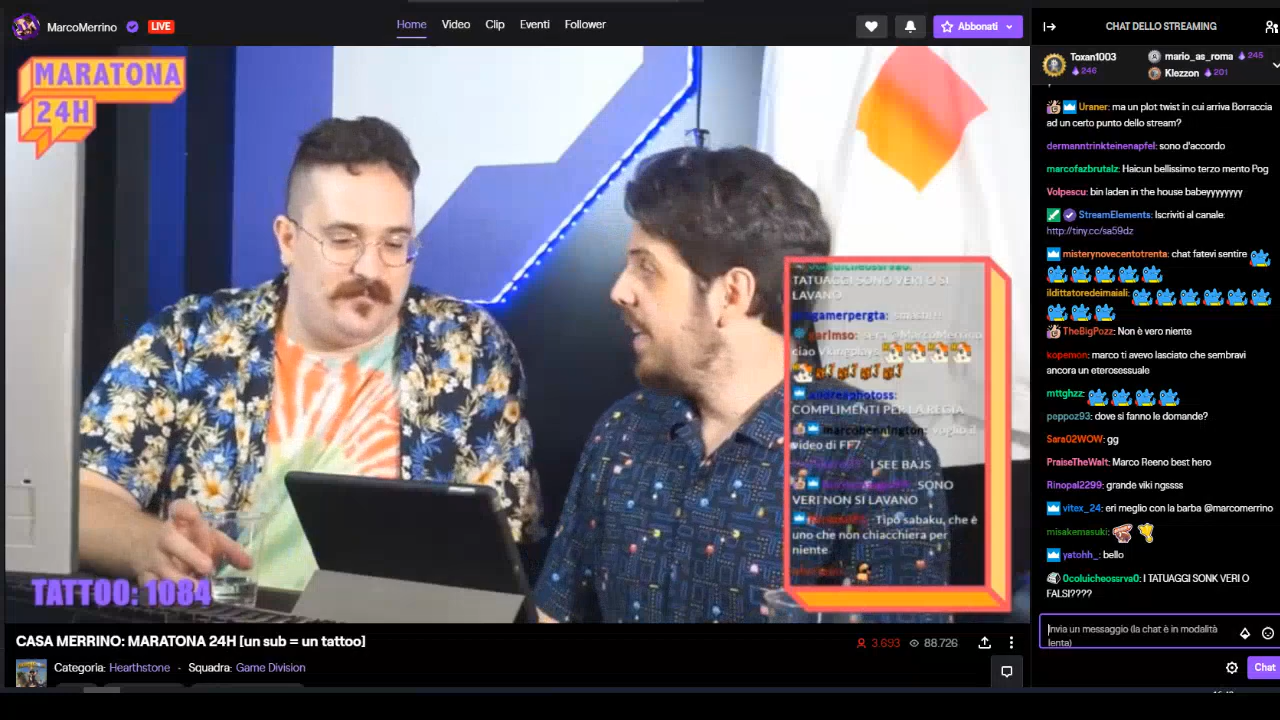 MarcoMerrino LIVE
Home Video Clip Eventi Follower
Abbonati
MARATONA
24H
TATUAGGI SONO VERI O SI
LAVANO
COMPLIMENTI PER LA REGIA
marcobennington: voglio il
video di FF7
I SEE BAJS
SONO
VERI NON SI LAVANO
Tipo sabaku, che è
uno che non chiacchiera per
niente
TATTOO: 1084
CASA MERRINO: MARATONA 24H [un sub = un tattoo]
3.693 88.726
Categoria: Hearthstone - Squadra: Game Division
CHAT DELLO STREAMING
Toxan1003
246
mario_as_roma 245
Klezzon 201
Uraner: ma un plot twist in cui arriva Borraccia
ad un certo punto dello stream?
dermanntrinkteinenapfel: sono d'accordo
marcofazbrutalz: Haicun bellissimo terzo mento Pog
Volpescu: bin laden in the house babeyyyyyyy
StreamElements: Iscriviti al canale:
http://tiny.cc/sa59dz
misterynovecentotrenta: chat fatevi sentire
ildittatoredeimaiali:
TheBigPozz: Non è vero niente
kopemon: marco ti avevo lasciato che sembravi
ancora un eterosessuale
mttghzz:
peppoz93: dove si fanno le domande?
Sara02WOW: gg
PraiseTheWalt: Marco Reeno best hero
Rinopal2299: grande viki ngssss
vitex_24: eri meglio con la barba @marcomerrino
misakemasuki:
yatohh_: bello
0coluicheossrva0: I TATUAGGI SONK VERI O
FALSI????
Invia un messaggio (la chat è in modalità
lenta)
Chat